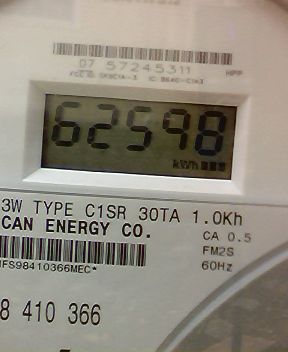 07 57245311
HPP
62598
kWh
3W TYPE C1SR 30TA 1.0Kh
CAN ENERGY CO.
CA 0.5
FM2S
60Hz
8 410 366